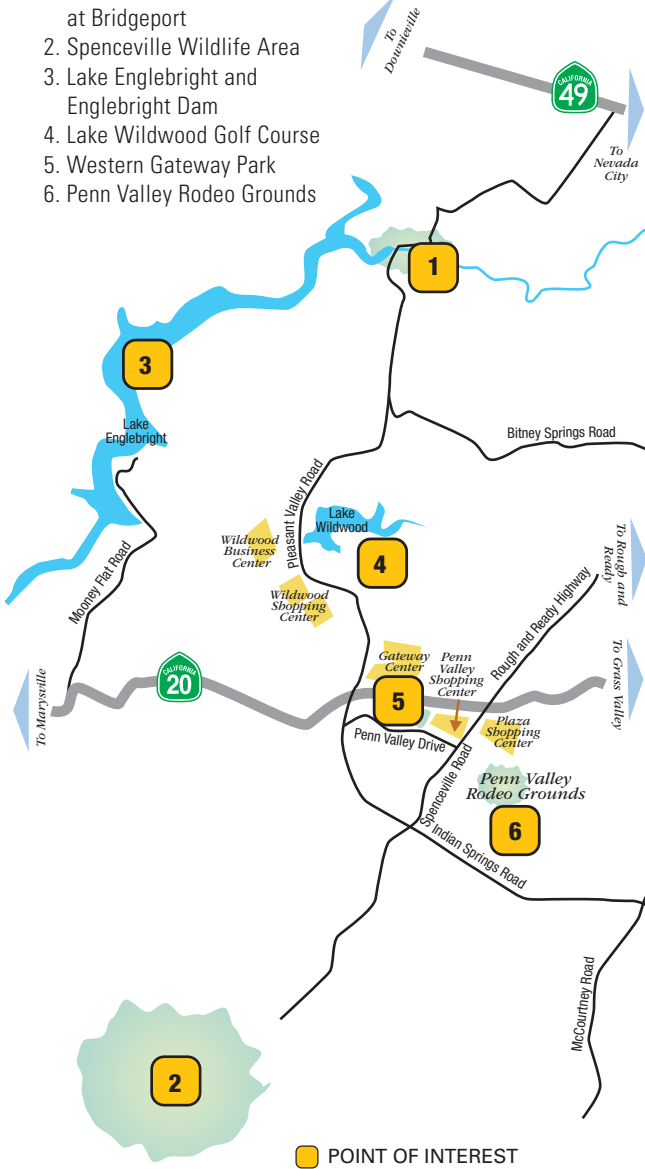 at Bridgeport
2. Spenceville Wildlife Area
3. Lake Englebright and
Englebright Dam
4. Lake Wildwood Golf Course
5. Western Gateway Park
6. Penn Valley Rodeo Grounds
To
Downieville
CALIFORNIA
49
To
Nevada
City
1
3
Lake
Englebright
Bitney Springs Road
Pleasant Valley Road
Lake
Wildwood
Wildwood
Business
Center
4
Wildwood
Shopping
Center
Mooney Flat Road
To Rough and
Ready
Rough and Ready Highway
CALIFORNIA
20
To Marysville
Gateway
Center
Penn
Valley
Shopping
Center
To Grass Valley
5
Plaza
Shopping
Center
Penn Valley Drive
Spenceville Road
Penn Valley
Rodeo Grounds
6
Indian Springs Road
McCourtney Road
2
POINT OF INTEREST